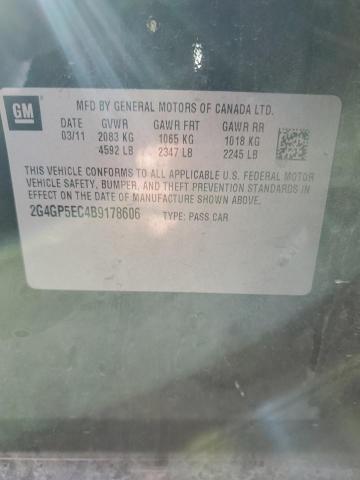 GM
MFD BY GENERAL MOTORS OF CANADA LTD.
DATE GVWR GAWR FRT GAWR RR
03/11 2083 KG 1065 KG 1018 KG
4592 LB 2347 LB 2245 LB
THIS VEHICLE CONFORMS TO ALL APPLICABLE U.S. FEDERAL MOTOR
VEHICLE SAFETY, BUMPER, AND THEFT PREVENTION STANDARDS IN
EFFECT ON THE DATE OF MANUFACTURE SHOWN ABOVE.
2G4GP5EC4B9178606 TYPE: PASS CAR